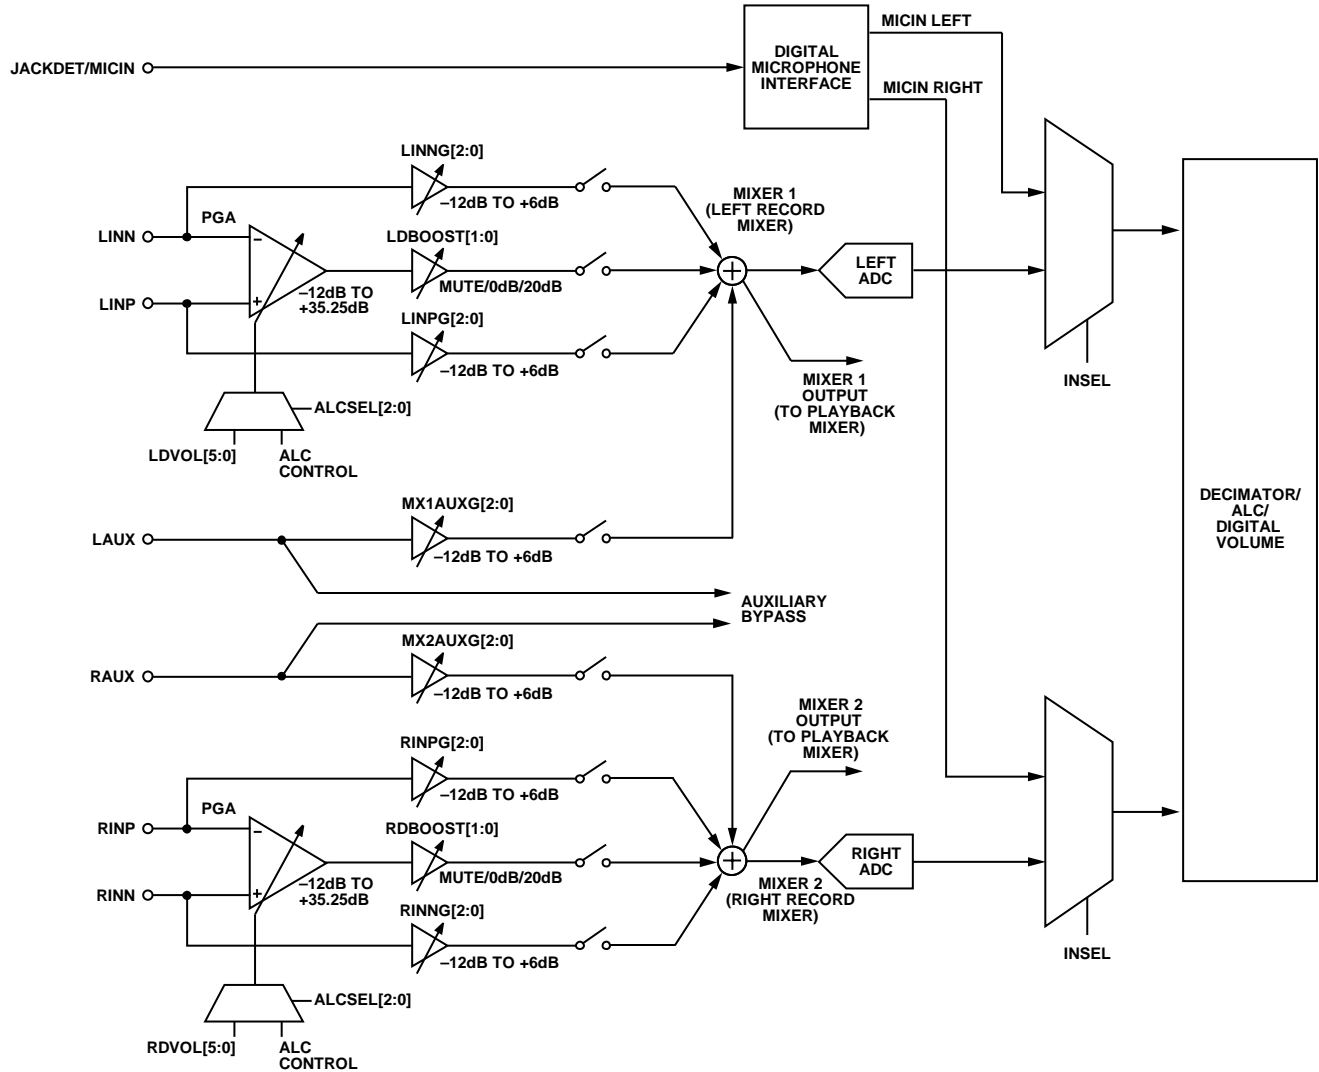 MICIN LEFT
JACKDET/MICIN
DIGITAL
MICROPHONE
INTERFACE
MICIN RIGHT
LINNG[2:0]
–12dB TO +6dB
PGA
LINN
–
LDBOOST[1:0]
MUTE/0dB/20dB
LINP
+
–12dB TO
+35.25dB
LINPG[2:0]
–12dB TO +6dB
MIXER 1
(LEFT RECORD
MIXER)
+
LEFT
ADC
MIXER 1
OUTPUT
(TO PLAYBACK
MIXER)
INSEL
ALCSEL[2:0]
LDVOL[5:0]
ALC
CONTROL
DECIMATOR/
ALC/
DIGITAL
VOLUME
LAUX
MX1AUXG[2:0]
–12dB TO +6dB
AUXILIARY
BYPASS
RAUX
MX2AUXG[2:0]
–12dB TO +6dB
MIXER 2
OUTPUT
(TO PLAYBACK
MIXER)
RINPG[2:0]
–12dB TO +6dB
PGA
RINP
–
RDBOOST[1:0]
MUTE/0dB/20dB
RINN
+
–12dB TO
+35.25dB
RINNG[2:0]
–12dB TO +6dB
+
MIXER 2
(RIGHT RECORD
MIXER)
RIGHT
ADC
INSEL
ALCSEL[2:0]
RDVOL[5:0]
ALC
CONTROL